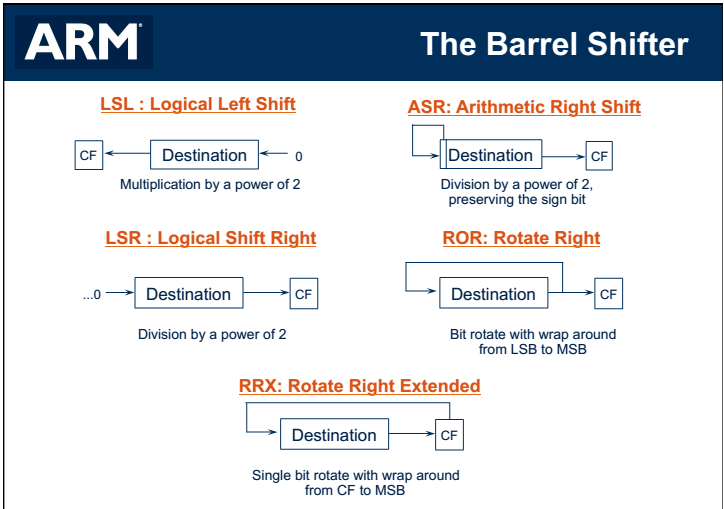 ARM
The Barrel Shifter
LSL : Logical Left Shift
CF
Destination
0
Multiplication by a power of 2
ASR: Arithmetic Right Shift
Destination
CF
Division by a power of 2,
preserving the sign bit
LSR : Logical Shift Right
...0
Destination
CF
Division by a power of 2
ROR: Rotate Right
Destination
CF
Bit rotate with wrap around
from LSB to MSB
RRX: Rotate Right Extended
Destination
CF
Single bit rotate with wrap around
from CF to MSB